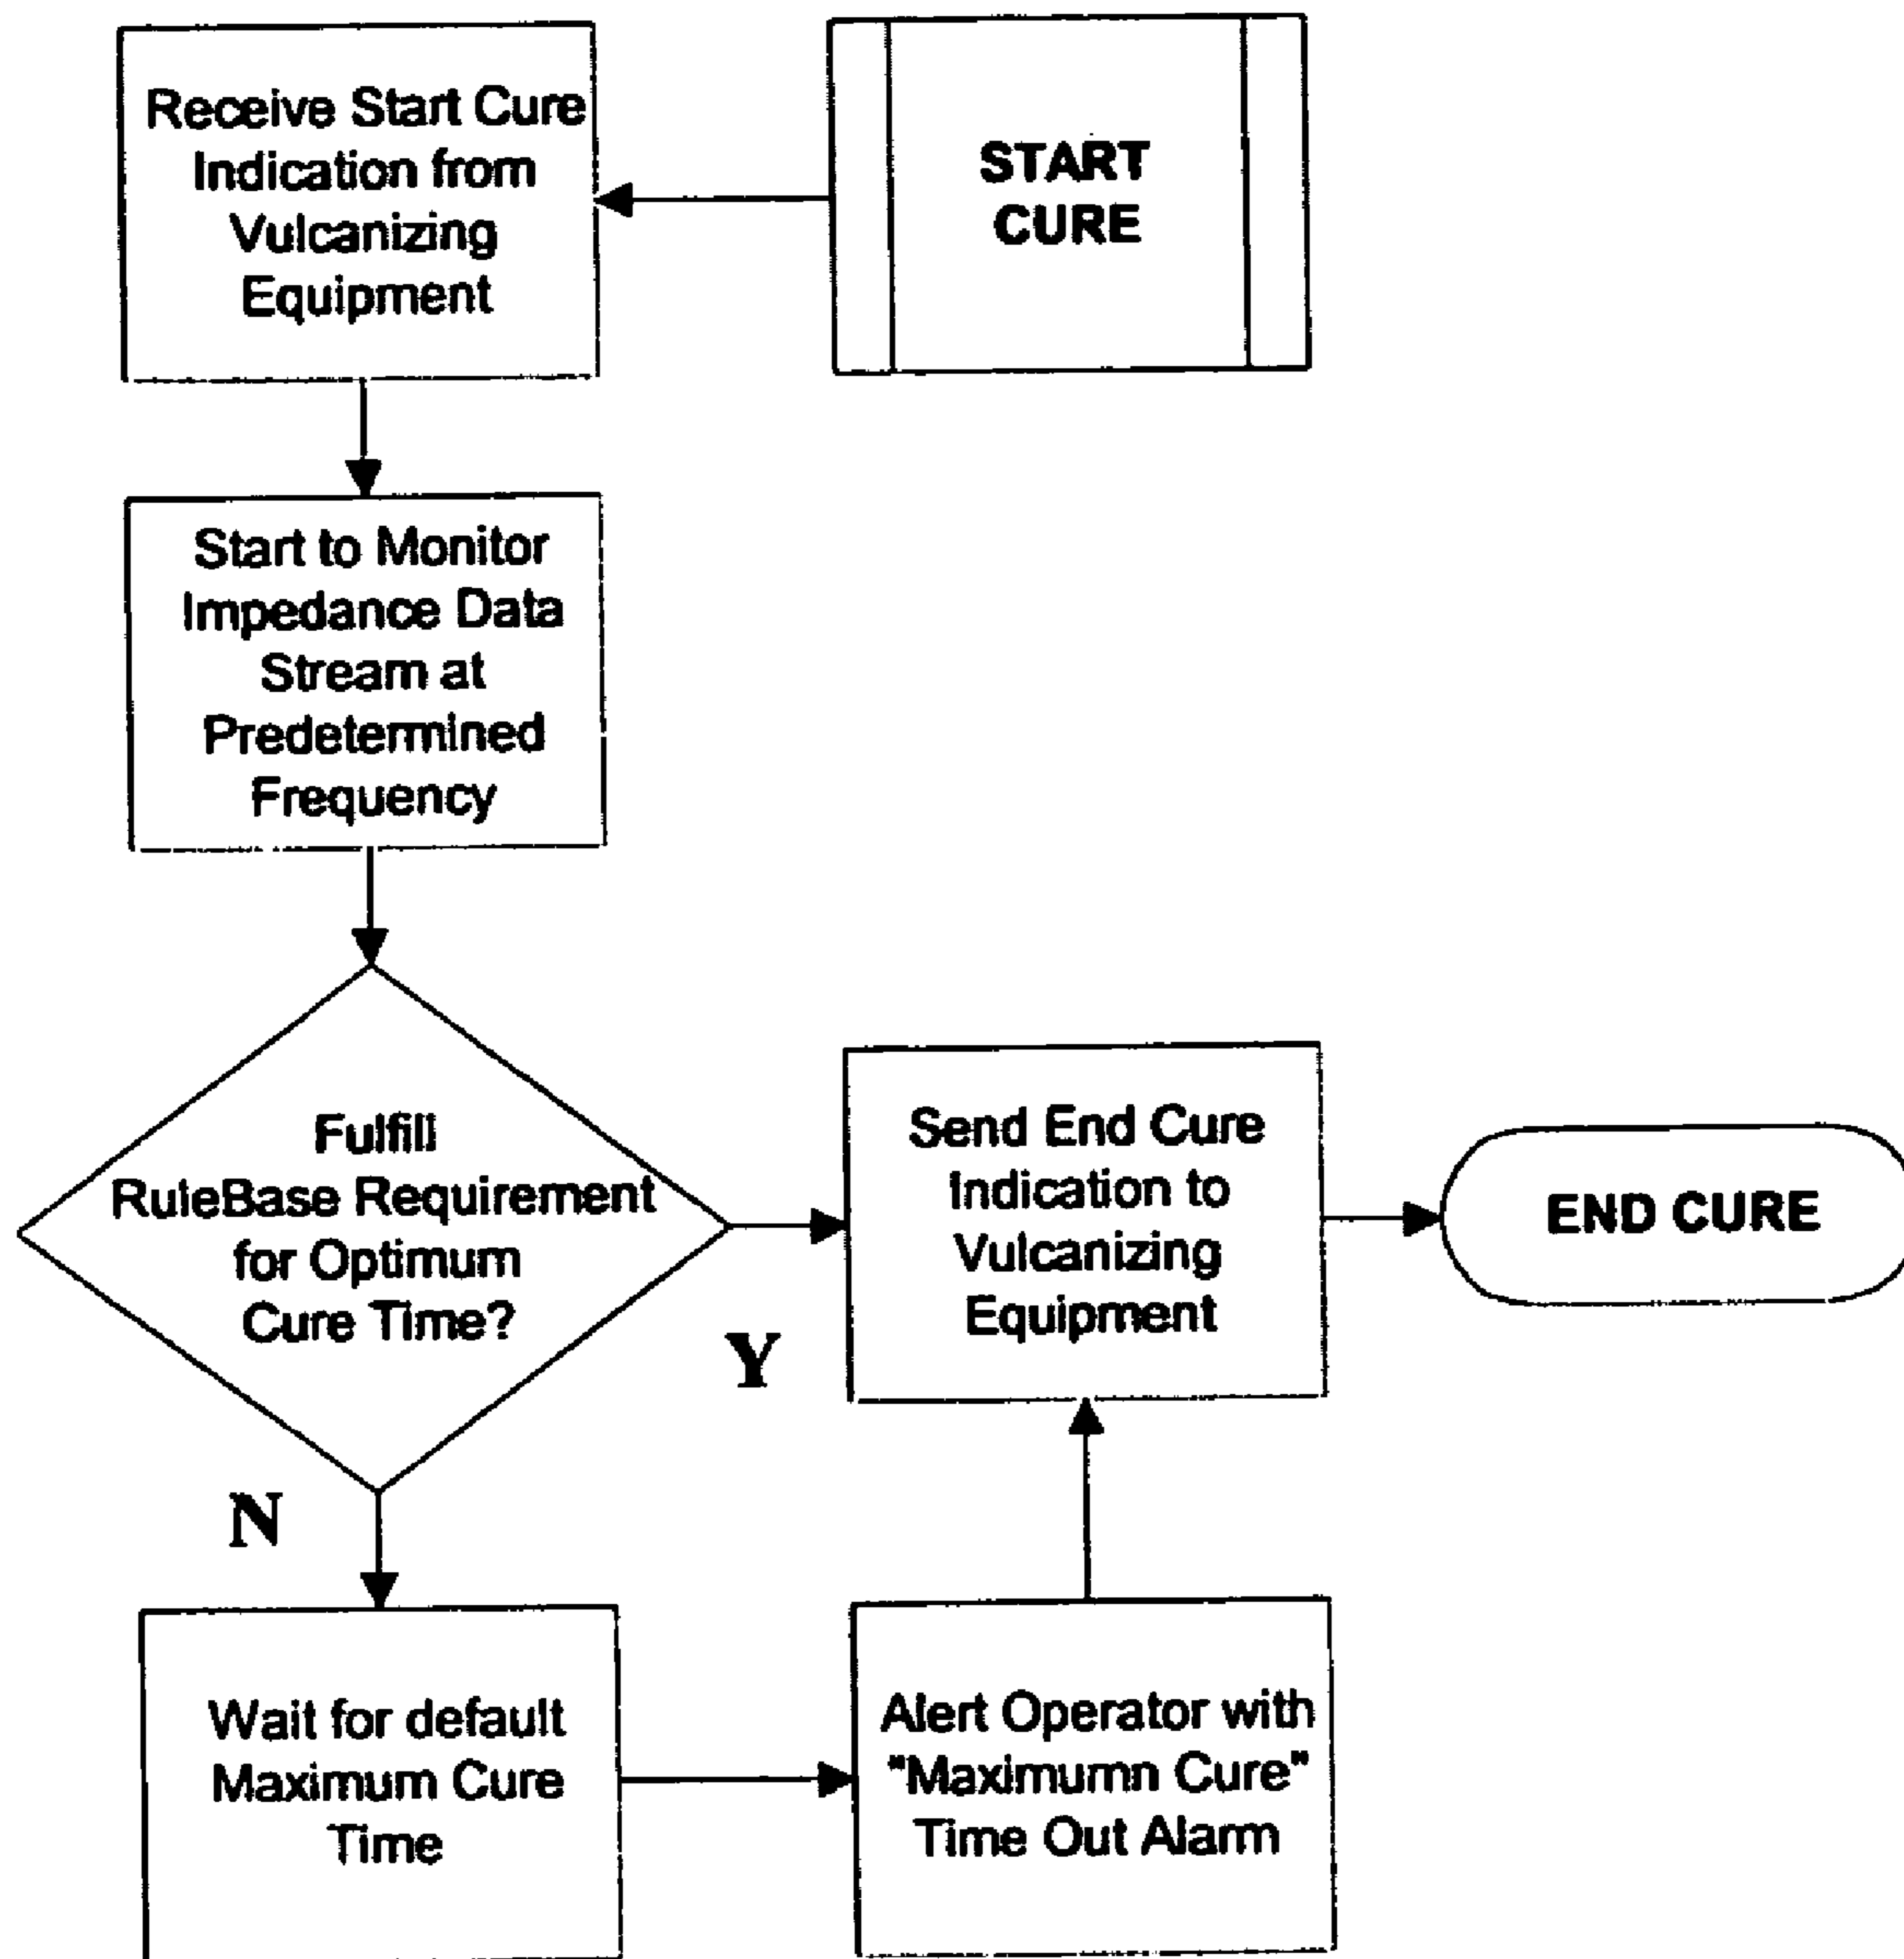 START
CURE
Receive Start Cure
Indication from
Vulcanizing
Equipment
Start to Monitor
Impedance Data
Stream at
Predetermined
Frequency
Fulfill
RuleBase Requirement
for Optimum
Cure Time?
Y
N
Send End Cure
Indication to
Vulcanizing
Equipment
END CURE
Wait for default
Maximum Cure
Time
Alert Operator with
"Maximumn Cure"
Time Out Alarm